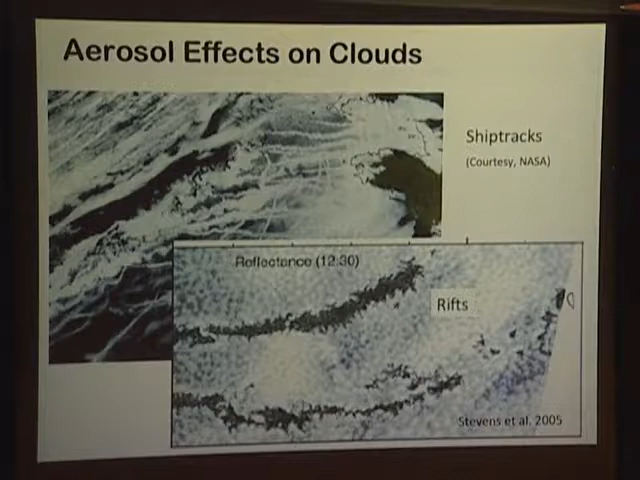 Aerosol Effects on Clouds
Shiptracks
(Courtesy, NASA)
Reflectance (12:30)
Rifts
Stevens et al. 2005